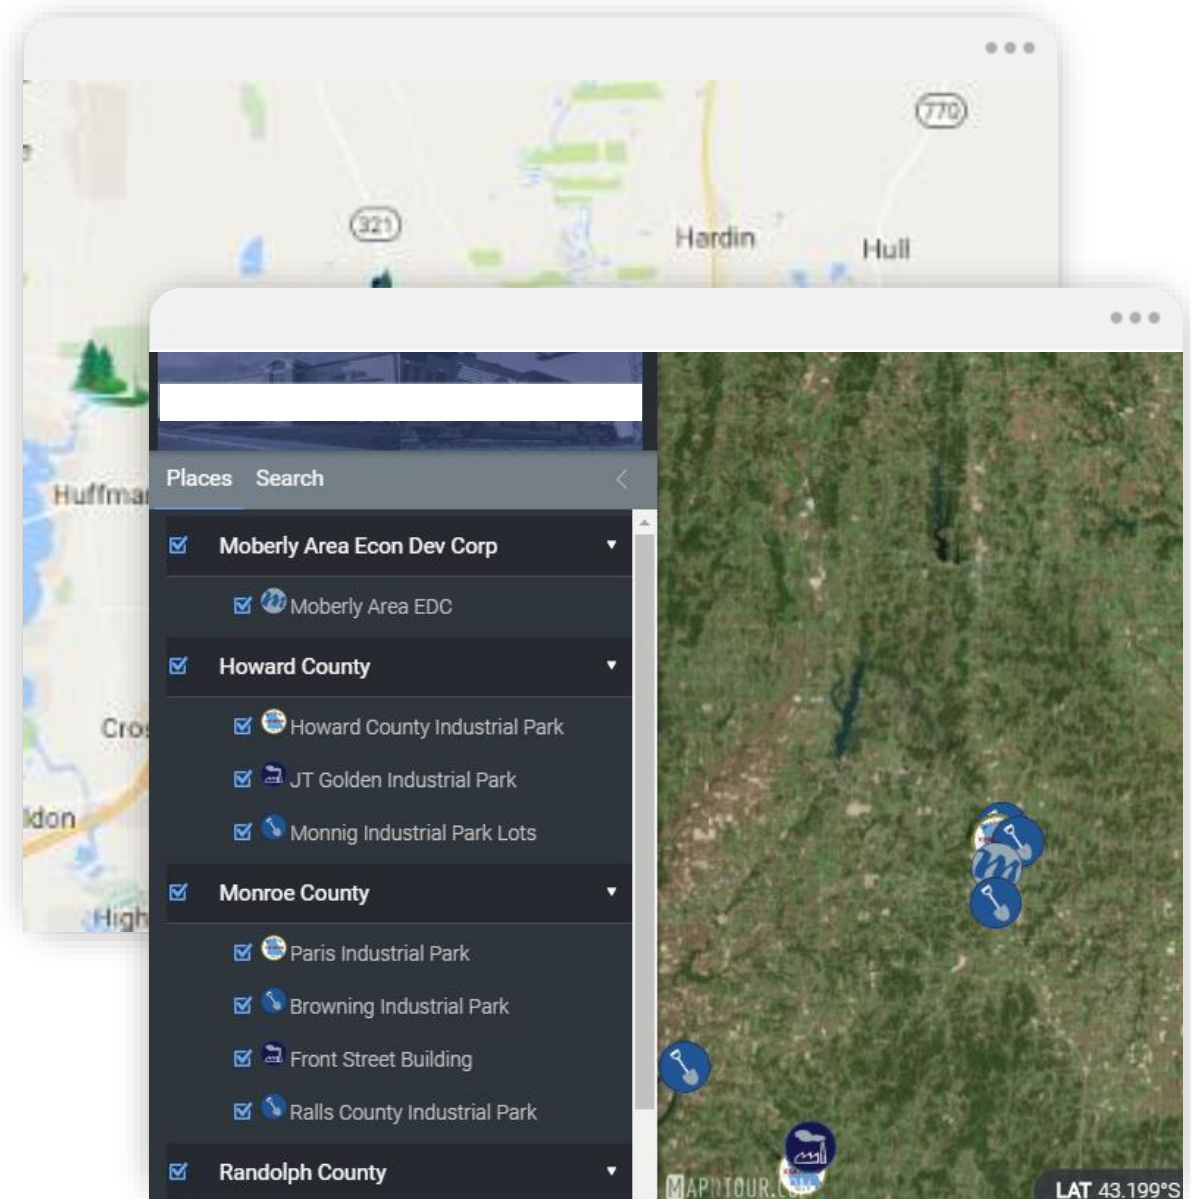 770
321
Hardin
Hull
Huffma
Cros
ldon
High
Places Search
Moberly Area Econ Dev Corp
Moberly Area EDC
Howard County
Howard County Industrial Park
JT Golden Industrial Park
Monnig Industrial Park Lots
Monroe County
Paris Industrial Park
Browning Industrial Park
Front Street Building
Ralls County Industrial Park
Randolph County
LAT 43.199°S